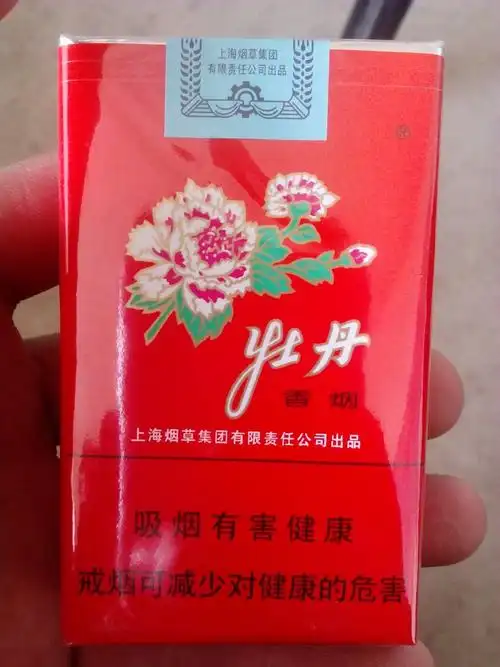 上海烟草集团
有限责任公司出品
牡丹
香烟
上海烟草集团有限责任公司出品
吸烟有害健康
戒烟可减少对健康的危害